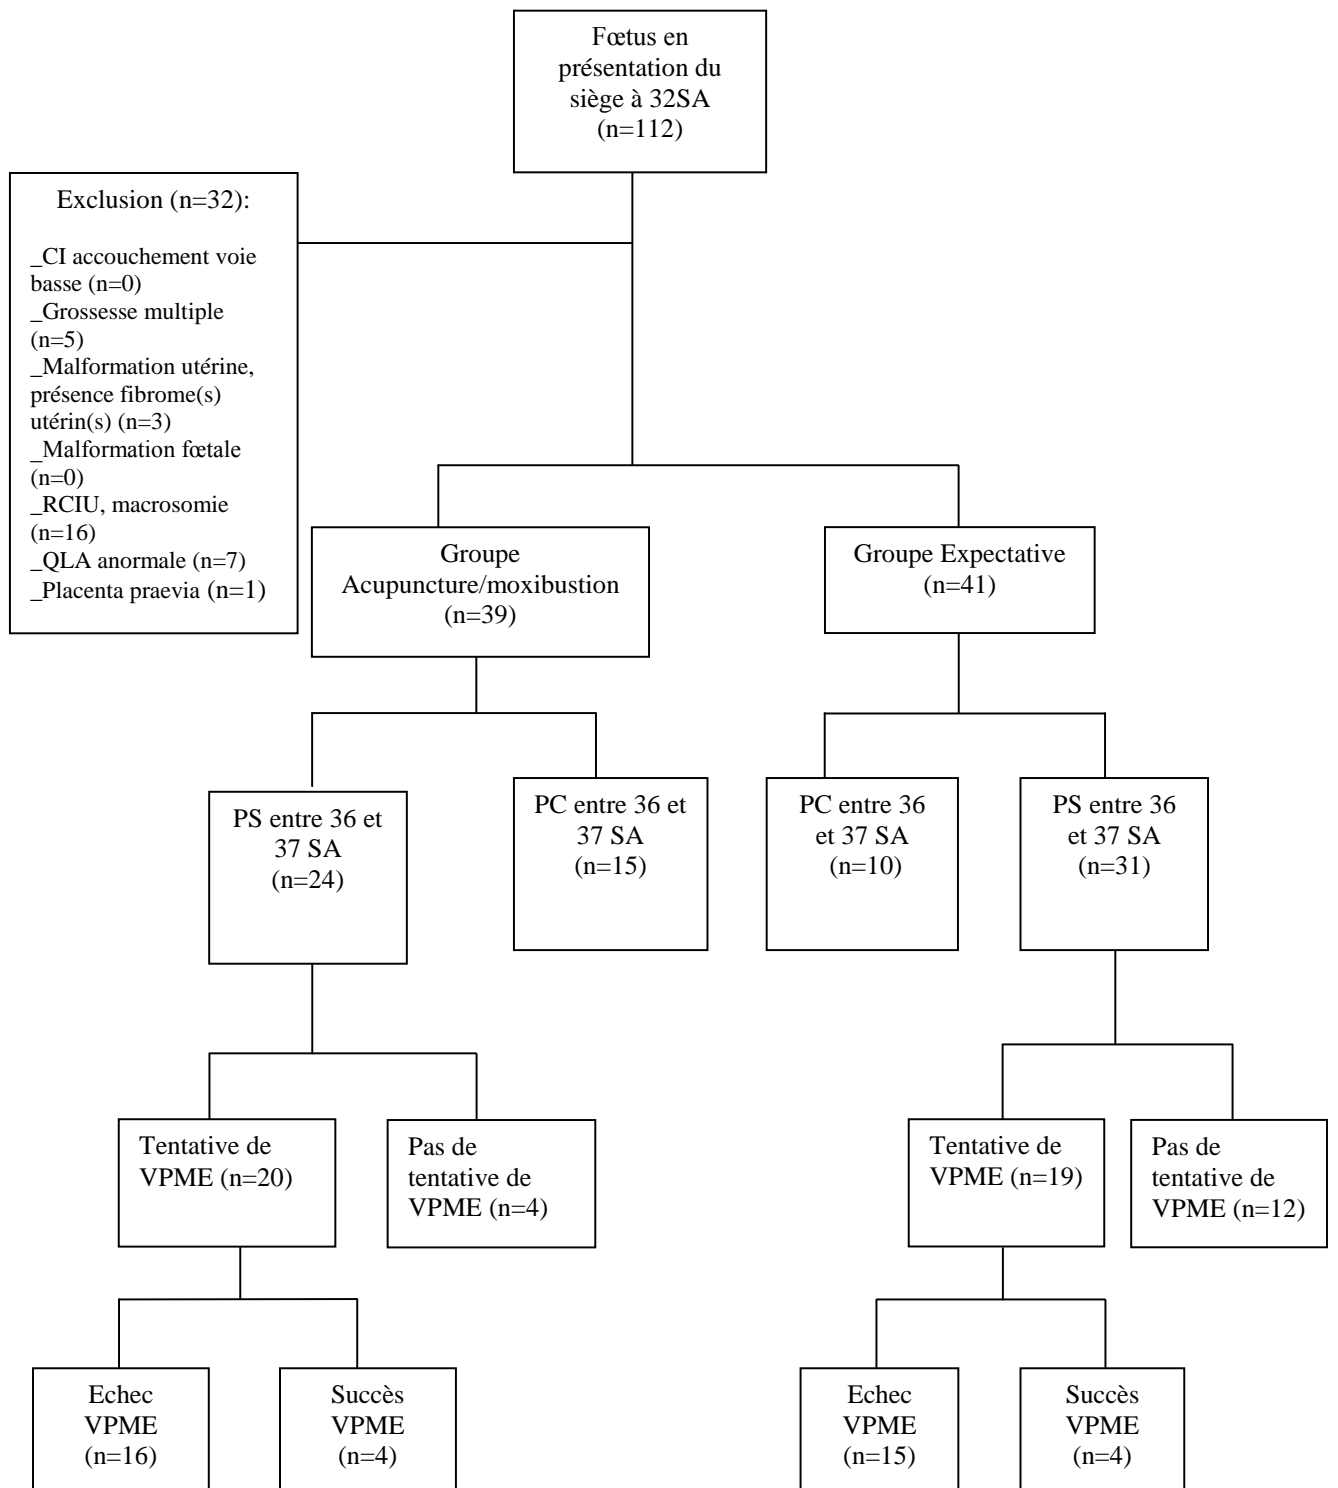 Fœtus en
présentation du
siège à 32SA
(n=112)
Exclusion (n=32):
_CI accouchement voie
basse (n=0)
_Grossesse multiple
(n=5)
_Malformation utérine,
présence fibrome(s)
utérin(s) (n=3)
_Malformation fœtale
(n=0)
_RCIU, macrosomie
(n=16)
_QLA anormale (n=7)
_Placenta praevia (n=1)
Groupe
Acupuncture/moxibustion
(n=39)
Groupe Expectative
(n=41)
PS entre 36 et
37 SA
(n=24)
PC entre 36 et
37 SA
(n=15)
PC entre 36
et 37 SA
(n=10)
PS entre 36
et 37 SA
(n=31)
Tentative de
VPME (n=20)
Pas de
tentative de
VPME (n=4)
Tentative de
VPME (n=19)
Pas de
tentative de
VPME (n=12)
Echec
VPME
(n=16)
Succès
VPME
(n=4)
Echec
VPME
(n=15)
Succès
VPME
(n=4)